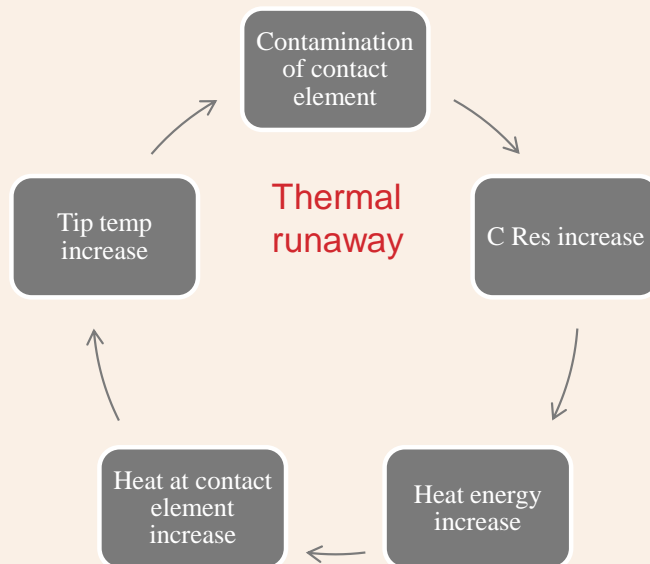 Contamination
of contact
element
Thermal
runaway
C Res increase
Heat energy
increase
Heat at contact
element
increase
Tip temp
increase